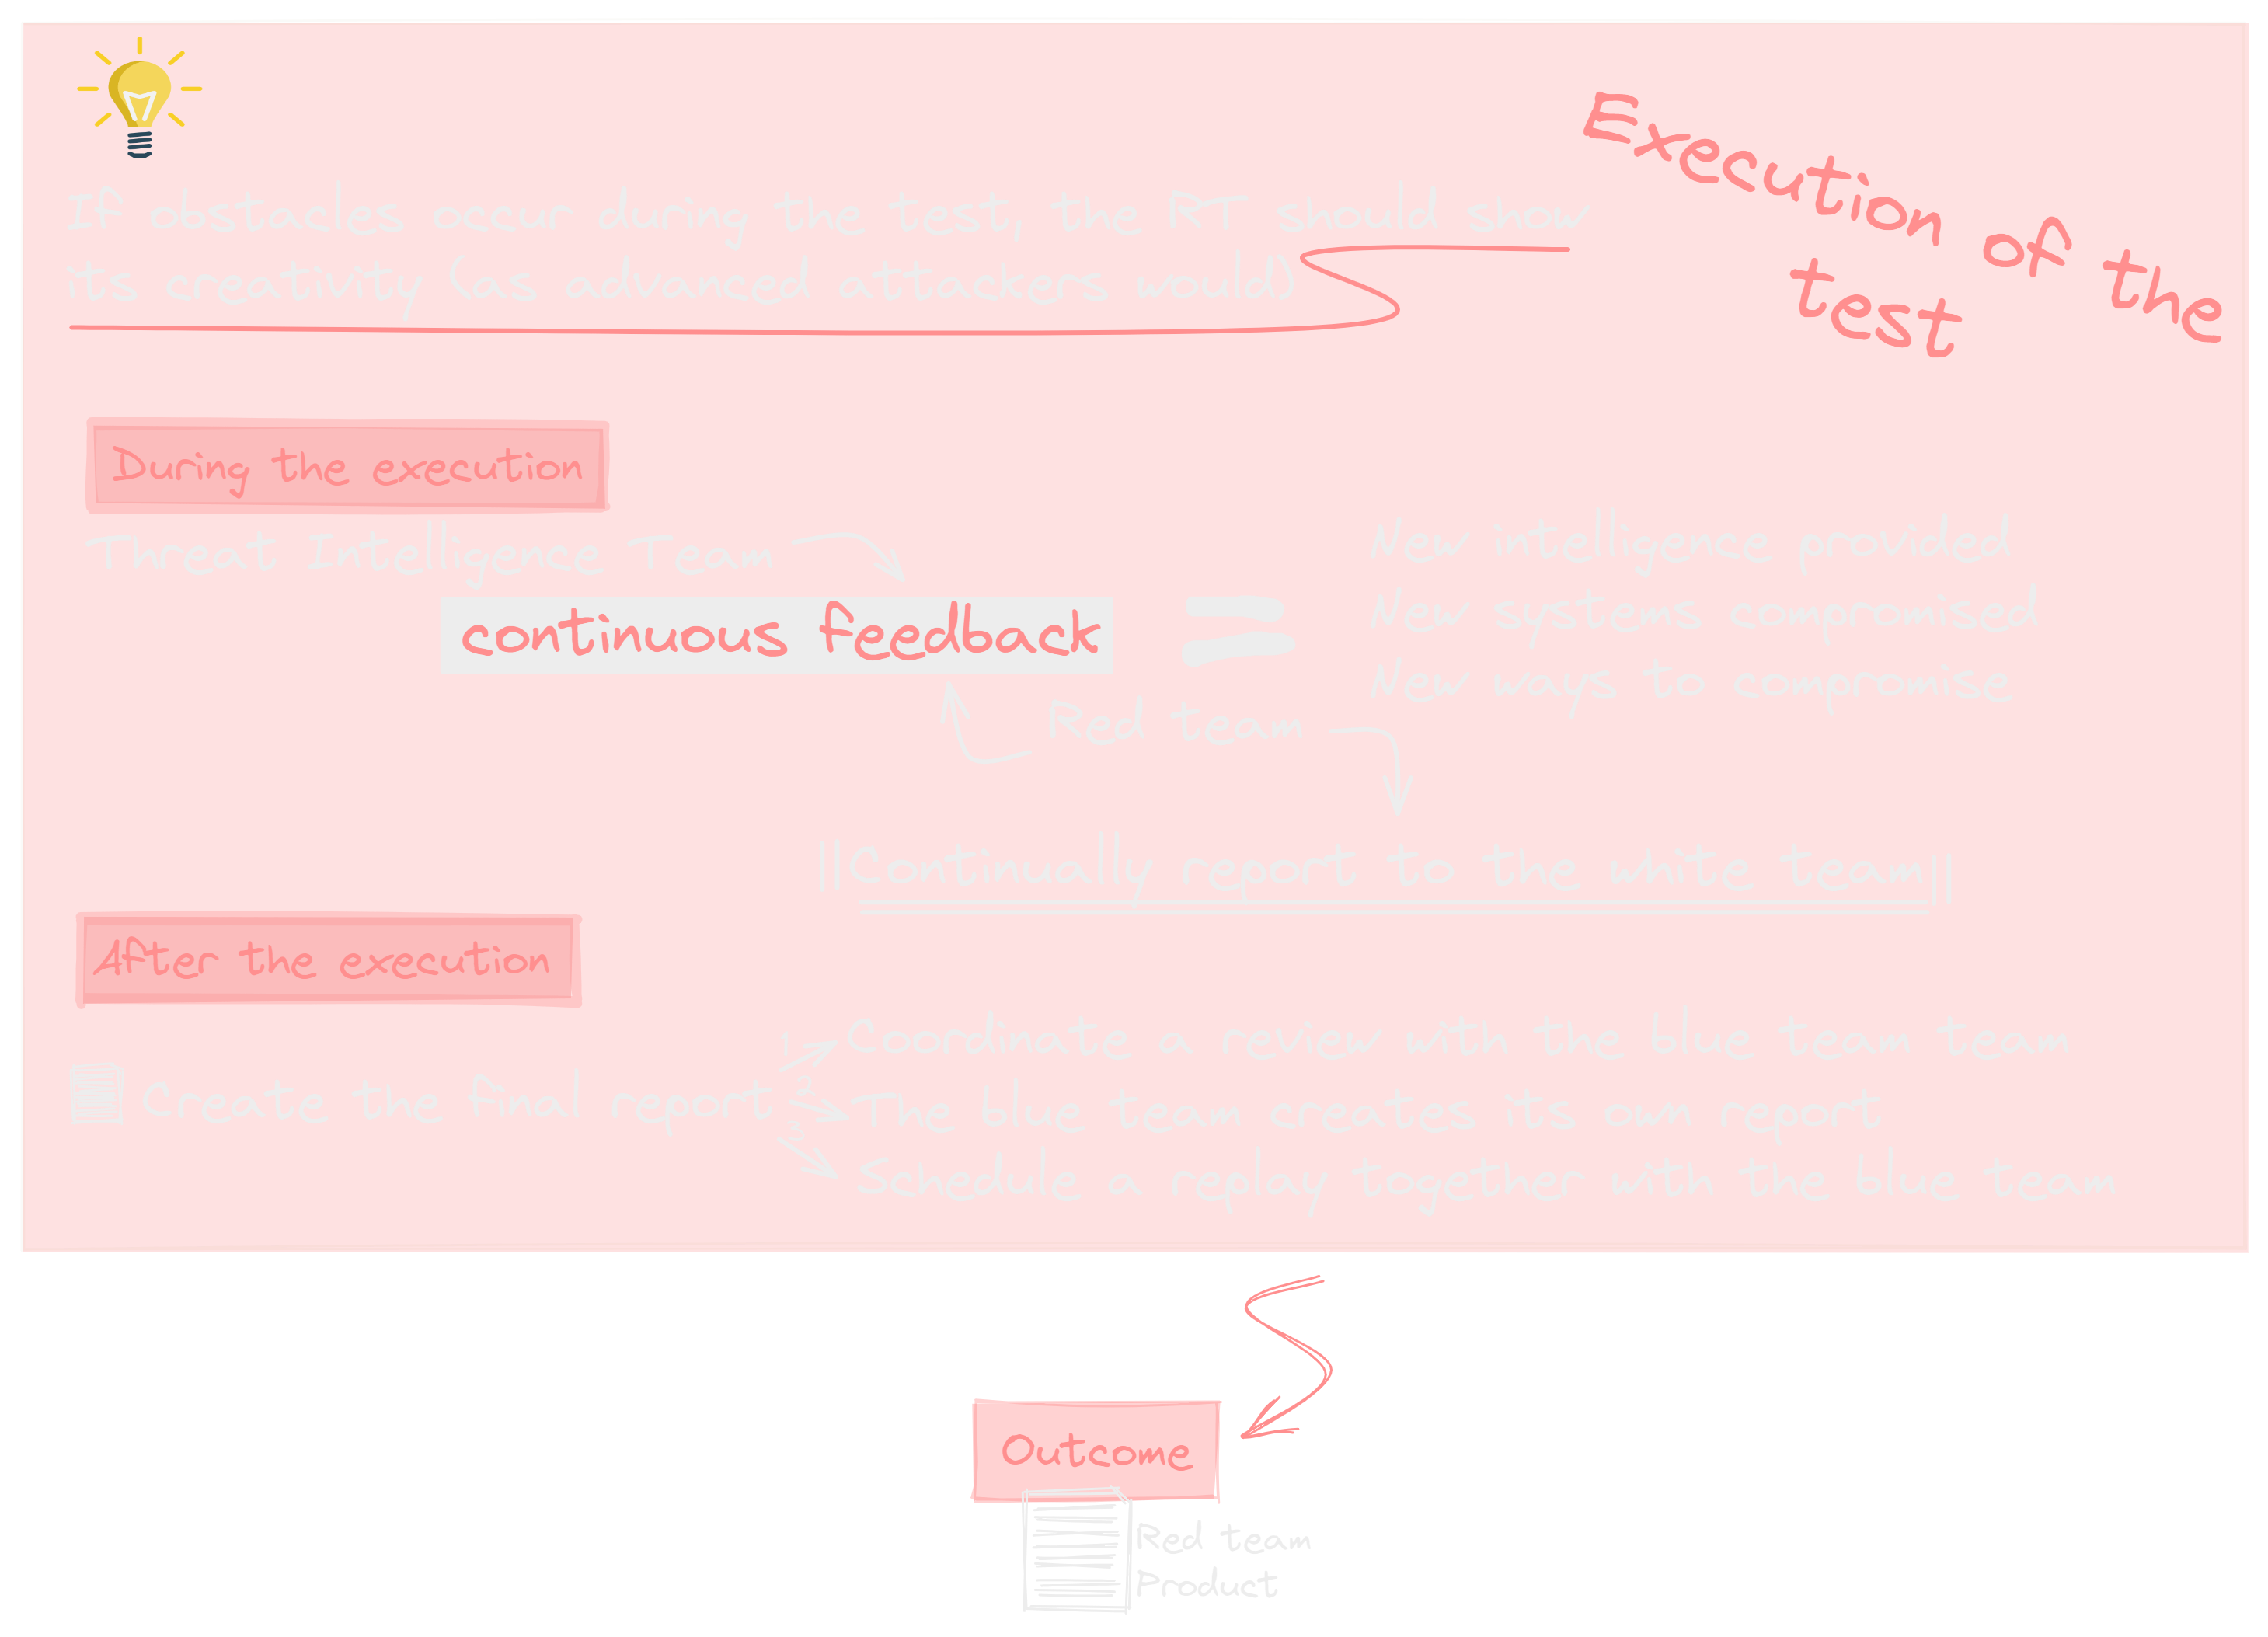 Execution of the
test
If obstacles occur during the test, the RT should show
its creativity (as advanced attackers would)
During the execution
Threat Intelligence Team
continuous feedback
=
New intelligence provided
New systems compromised
New ways to compromise
Red team
||Continually report to the white team||
After the execution
Create the final report
1
Coordinate a review with the blue team team
2
The blue team creates its own report
3
Schedule a replay together with the blue team
Outcome
Red team
Product